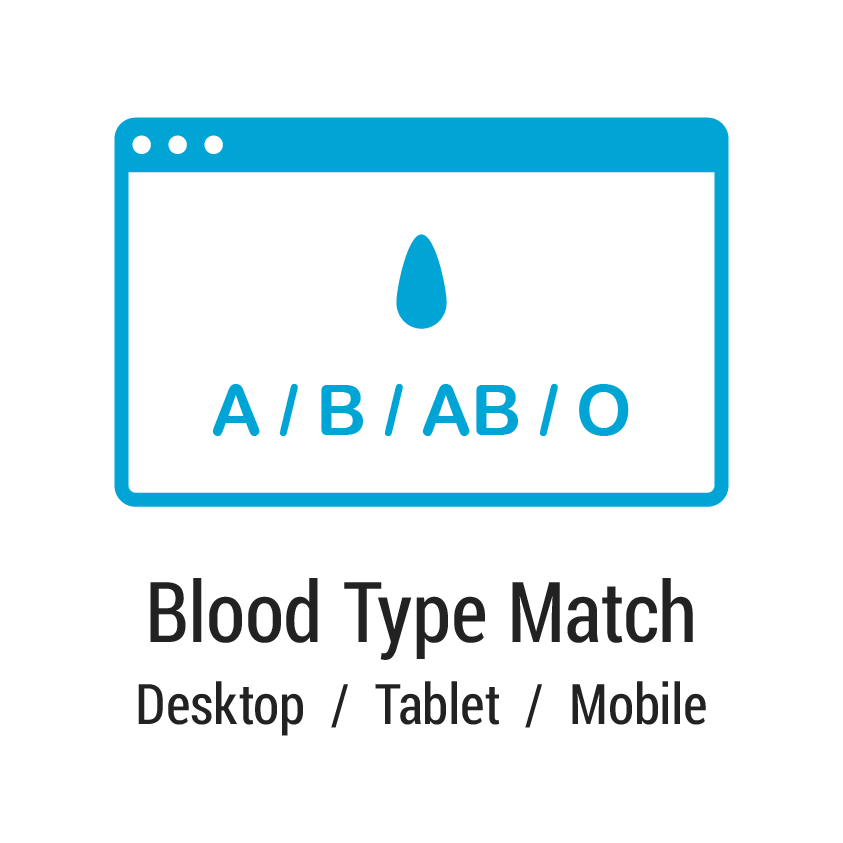 A / B / AB / O
Blood Type Match
Desktop / Tablet / Mobile